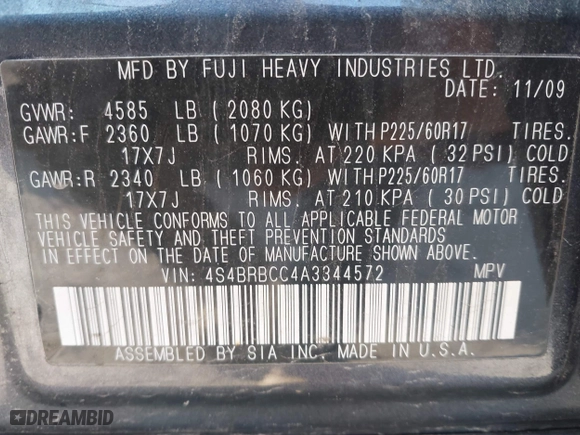 MFD BY FUJI HEAVY INDUSTRIES LTD.
DATE: 11/09
GVWR: 4585 LB (2080 KG)
GAWR:F 2360 LB (1070 KG) WITH P225/60R17 TIRES.
17X7J RIMS. AT 220 KPA (32 PSI) COLD
GAWR:R 2340 LB (1060 KG) WITH P225/60R17 TIRES.
17X7J RIMS. AT 210 KPA (30 PSI) COLD
THIS VEHICLE CONFORMS TO ALL APPLICABLE FEDERAL MOTOR
VEHICLE SAFETY AND THEFT PREVENTION STANDARDS
IN EFFECT ON THE DATE OF MANUFACTURE SHOWN ABOVE.
VIN: 4S4BRBCC4A3344572 MPV
ASSEMBLED BY SIA INC. MADE IN U.S.A.
DREAMBID